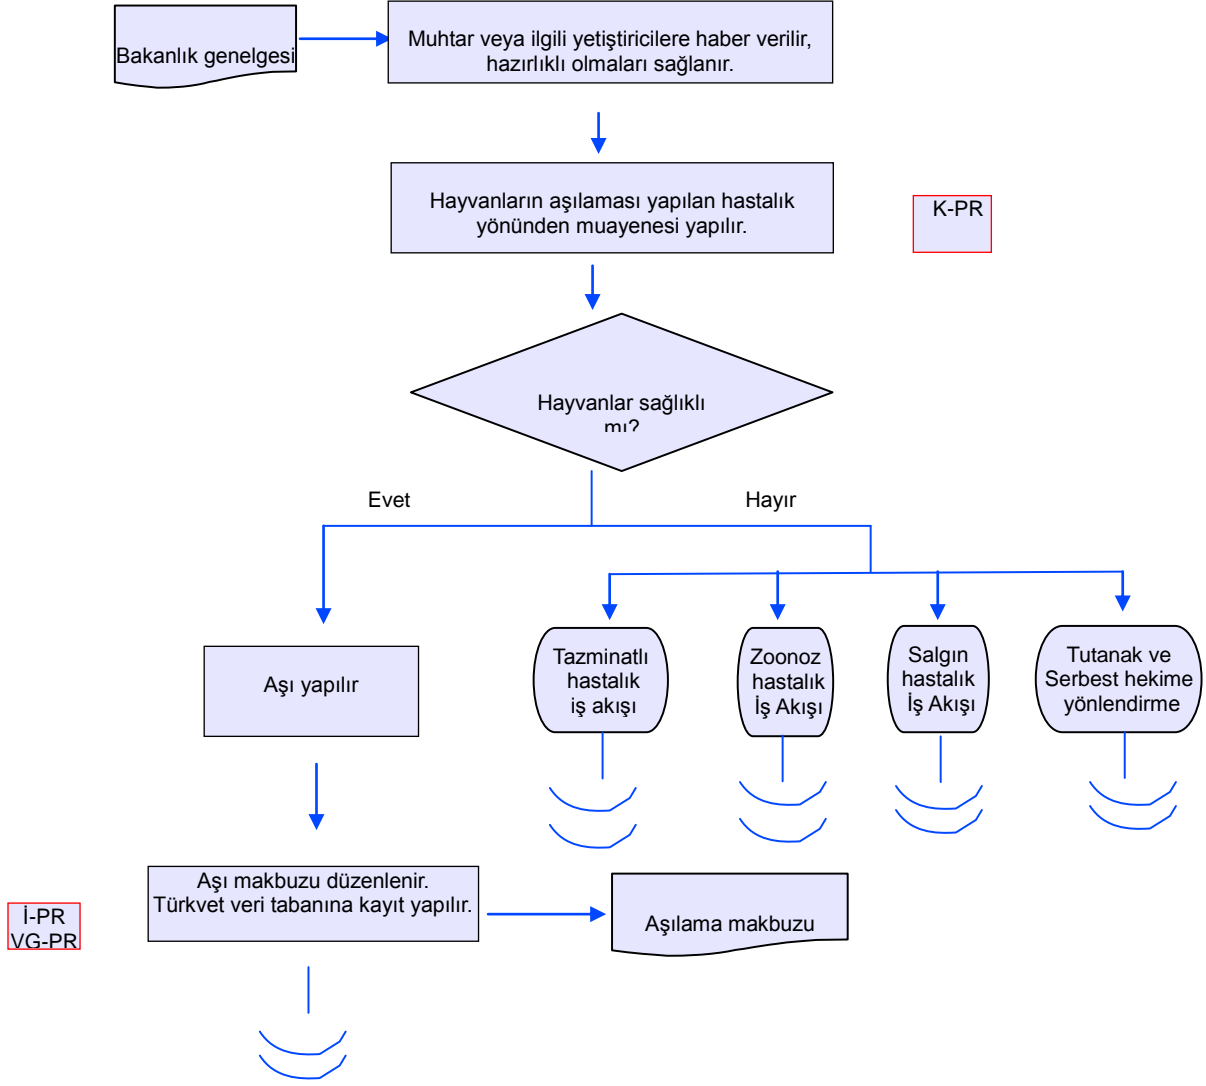 Bakanlık genelgesi
Muhtar veya ilgili yetiştiricilere haber verilir,
hazırlıklı olmaları sağlanır.
Hayvanların aşılaması yapılan hastalık
yönünden muayenesi yapılır.
K-PR
Hayvanlar sağlıklı
mı?
Evet
Hayır
Aşı yapılır
Tazminatlı
hastalık
iş akışı
Zoonoz
hastalık
İş Akışı
Salgın
hastalık
İş Akışı
Tutanak ve
Serbest hekime
yönlendirme
Aşı makbuzu düzenlenir.
Türkvet veri tabanına kayıt yapılır.
Aşılama makbuzu
İ-PR
VG-PR